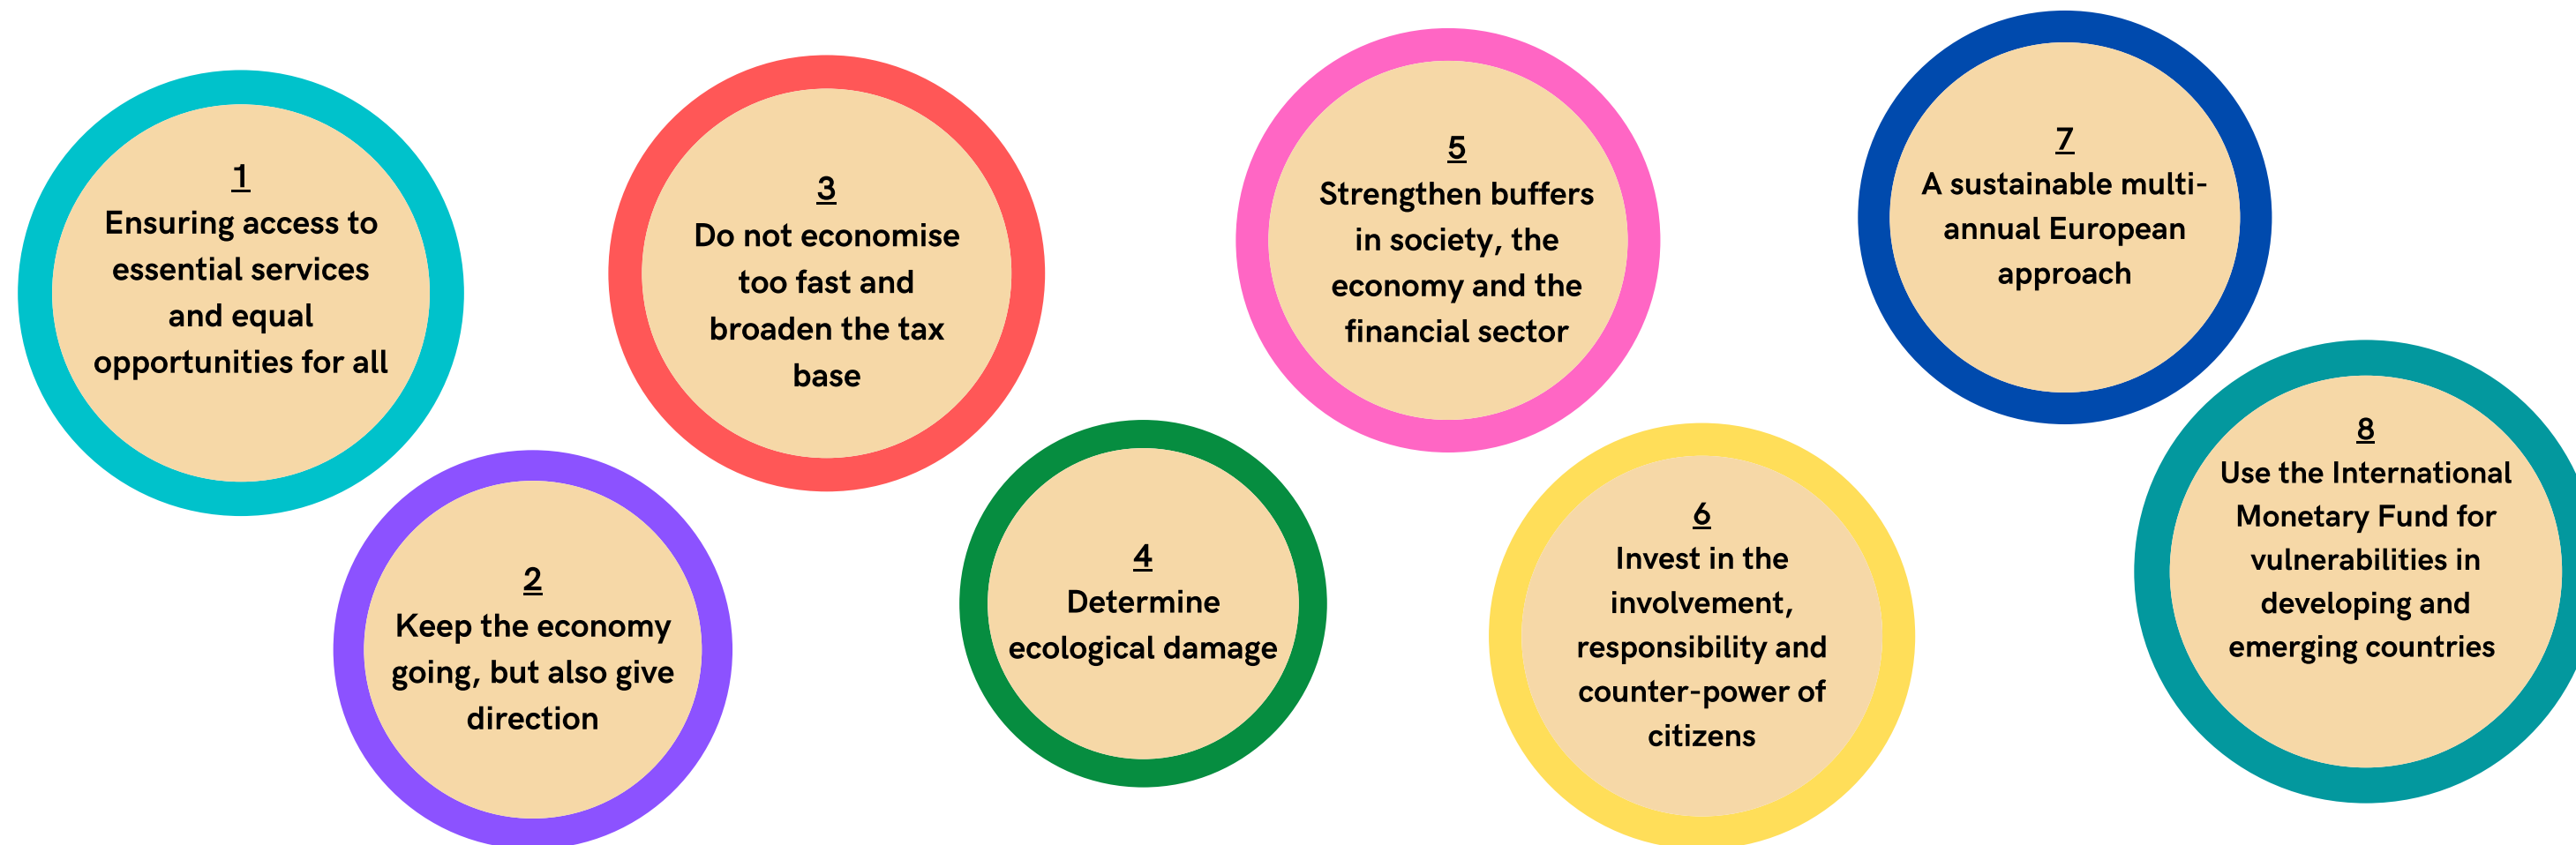 1
Ensuring access to
essential services
and equal
opportunities for all
2
Keep the economy
going, but also give
direction
3
Do not economise
too fast and
broaden the tax
base
4
Determine
ecological damage
5
Strengthen buffers
in society, the
economy and the
financial sector
6
Invest in the
involvement,
responsibility and
counter-power of
citizens
7
A sustainable multi-
annual European
approach
8
Use the International
Monetary Fund for
vulnerabilities in
developing and
emerging countries